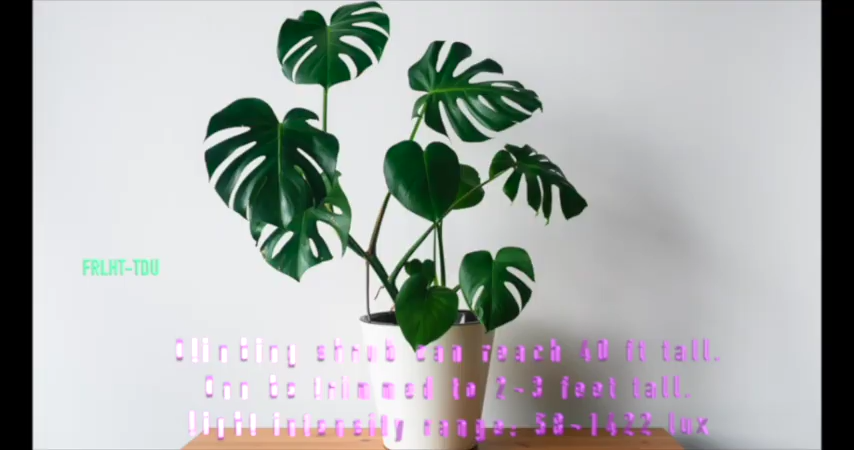 FRLHT-TDU
Climbing shrub can reach 40 ft tall.
Can be trimmed to 2-3 feet tall.
light intensity range: 50-1422 lux